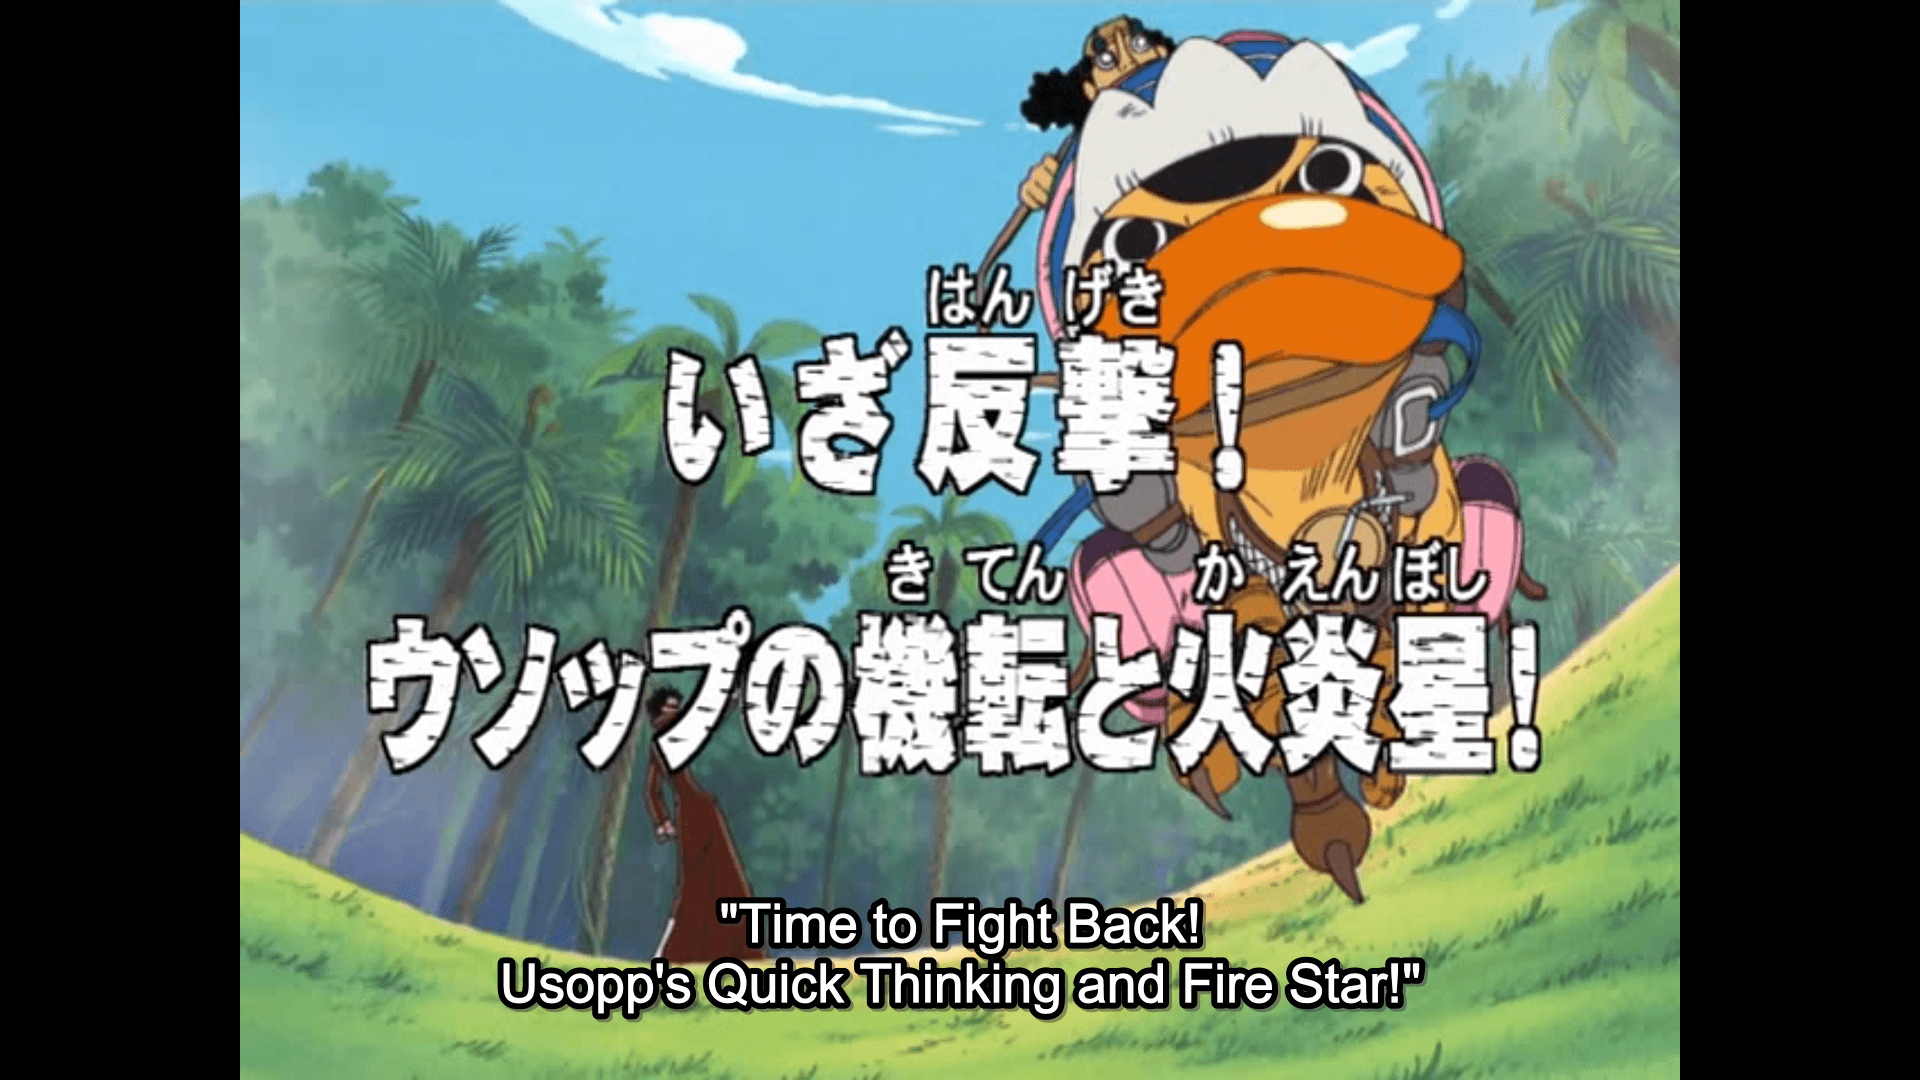 はんげき
いざ反撃!
きてん かえんぼし
ウソップの機転と火炎星!
"Time to Fight Back!
Usopp's Quick Thinking and Fire Star!"